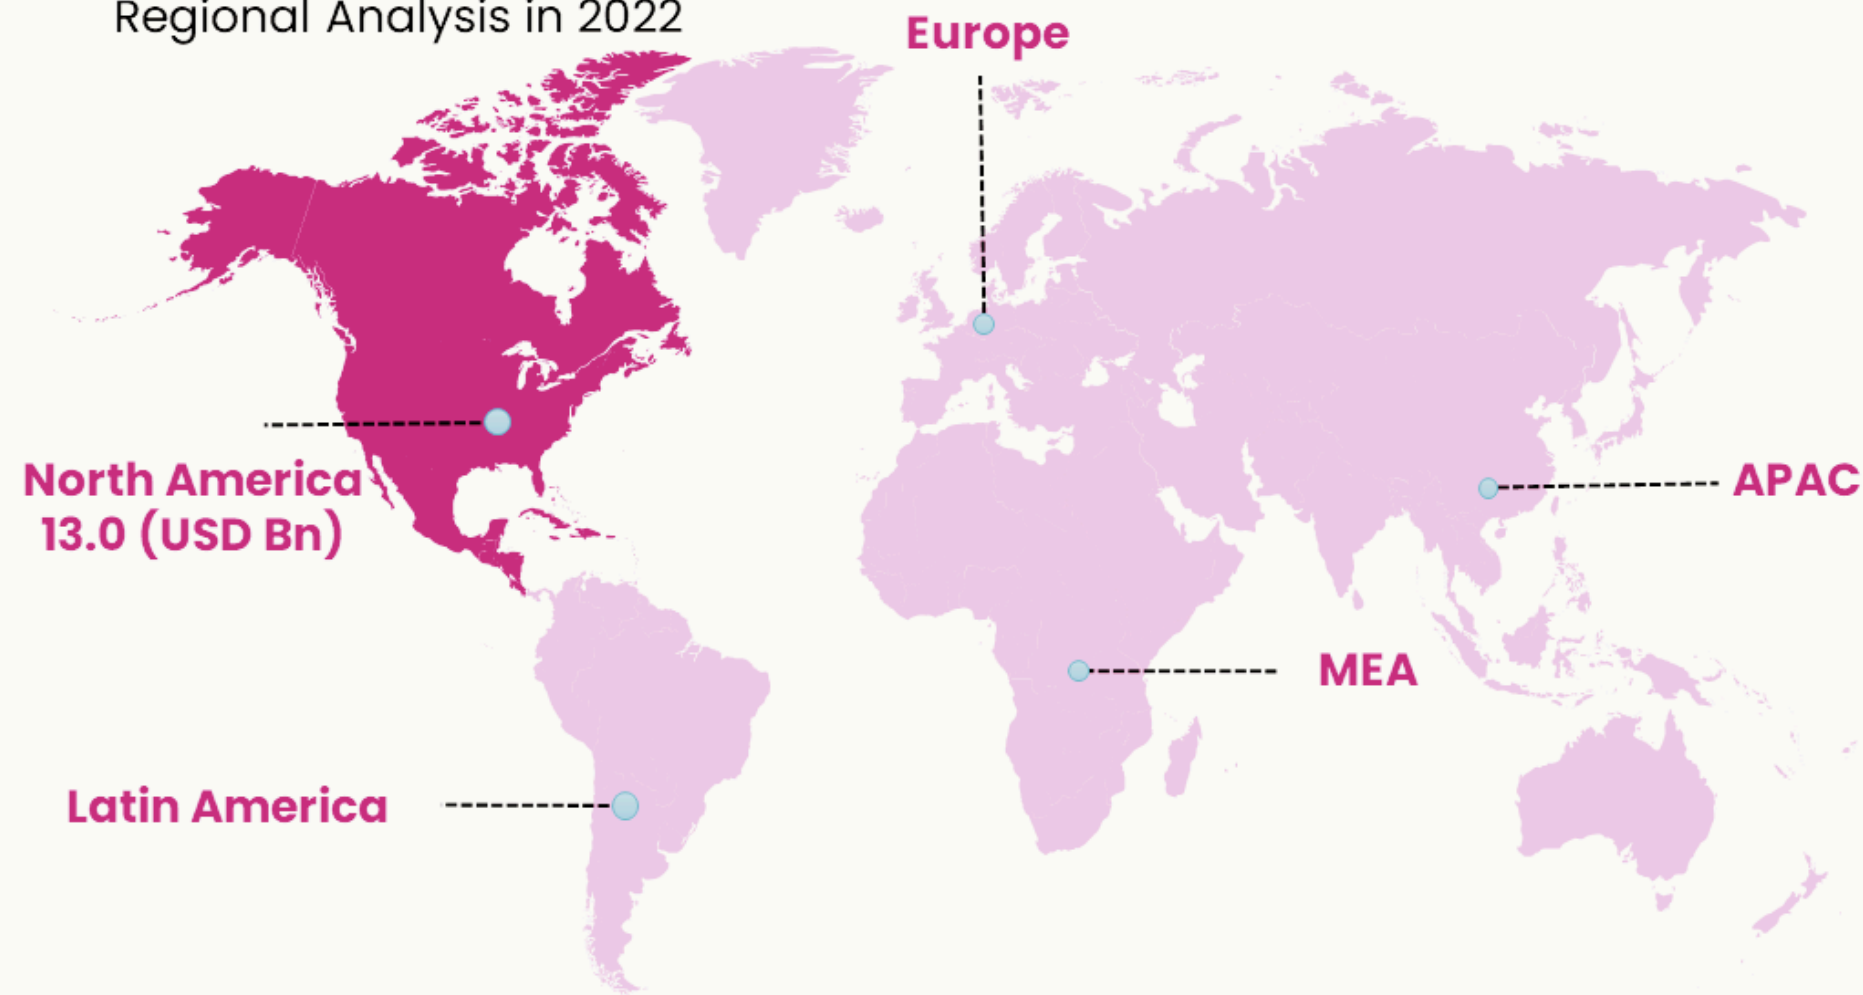 Regional Analysis in 2022
Europe
North America
13.0 (USD Bn)
APAC
MEA
Latin America